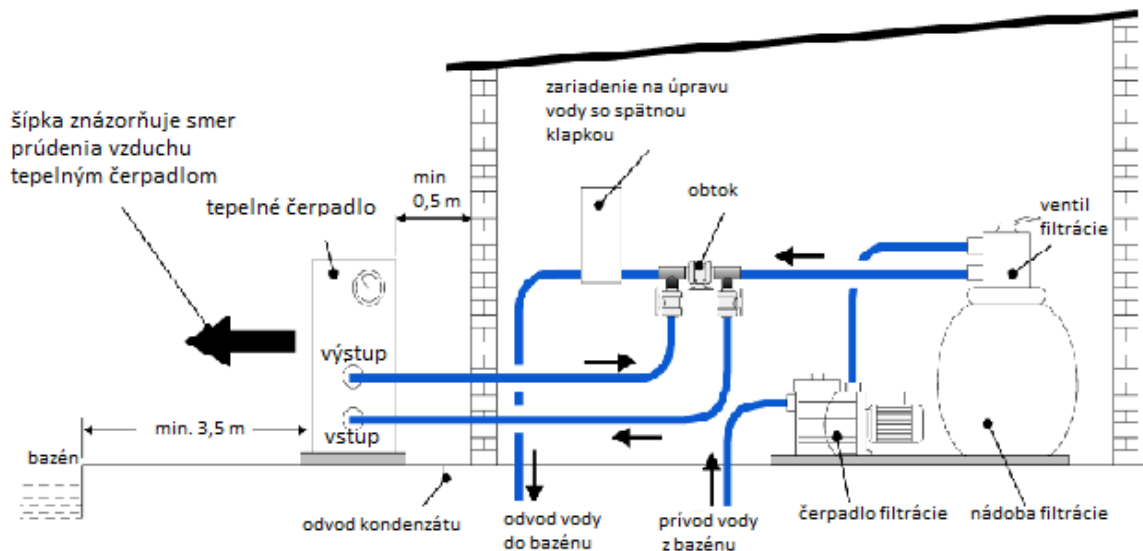 zariadenie na úpravu
vody so spätnou
klapkou
šípka znázorňuje smer
prúdenia vzduchu
tepelným čerpadlom
min
0,5 m
tepelné čerpadlo
obtok
ventil
filtrácie
výstup
vstup
min. 3,5 m
bazén
odvod kondenzátu
odvod vody
do bazénu
prívod vody
z bazénu
čerpadlo filtrácie
nádoba filtrácie